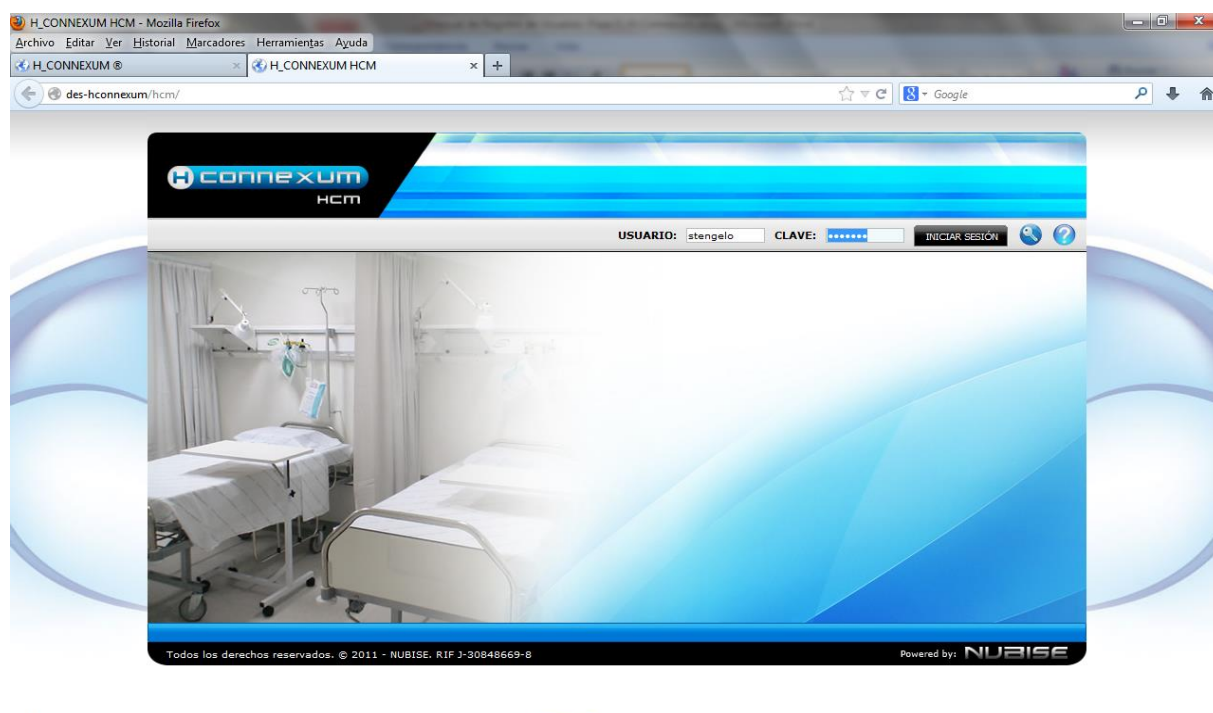 H_CONNEXUM HCM - Mozilla Firefox
Archivo Editar Ver Historial Marcadores Herramientas Ayuda
H_CONNEXUM ® × H_CONNEXUM HCM × +
des-hconnexum/hcm/ Google
H connexum
HCM
USUARIO: stengelo CLAVE: ••••••• INICIAR SESIÓN
Todos los derechos reservados. © 2011 - NUBISE. RIF J-30848669-8 Powered by: NUBISE